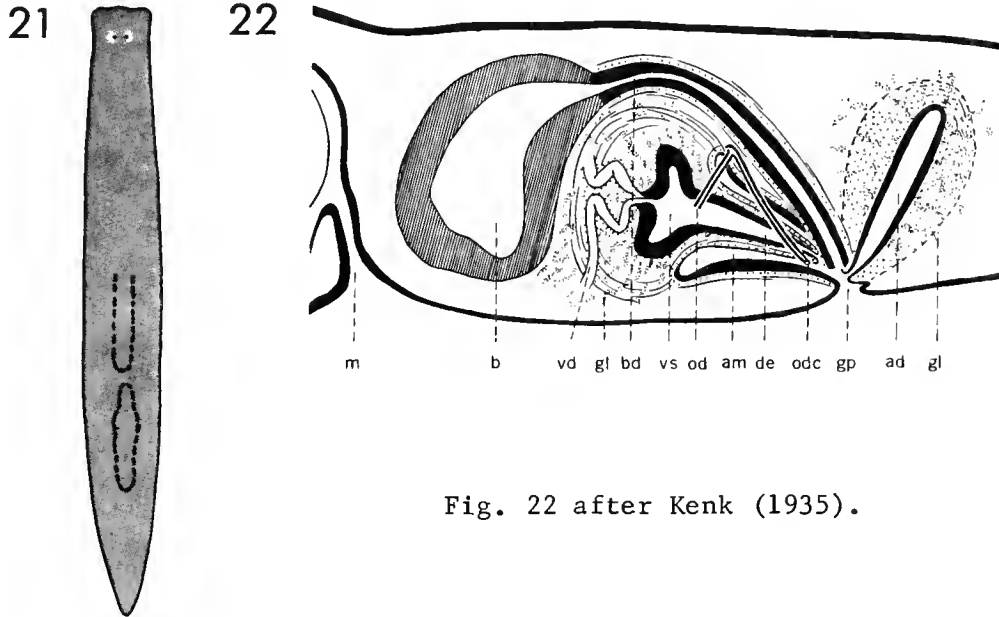 21
22
m b vd gl bd vs od am de odc gp ad gl
Fig. 22 after Kenk (1935).